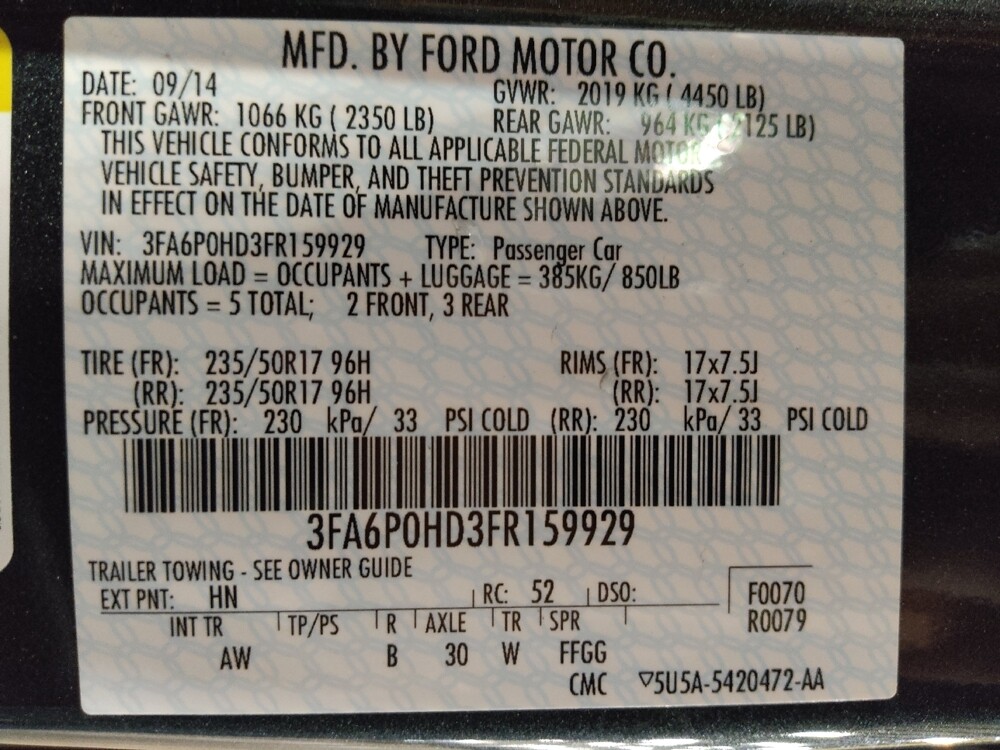 MFD. BY FORD MOTOR CO.
DATE: 09/14 GVWR: 2019 KG ( 4450 LB)
FRONT GAWR: 1066 KG ( 2350 LB) REAR GAWR: 964 KG ( 2125 LB)
THIS VEHICLE CONFORMS TO ALL APPLICABLE FEDERAL MOTOR
VEHICLE SAFETY, BUMPER, AND THEFT PREVENTION STANDARDS
IN EFFECT ON THE DATE OF MANUFACTURE SHOWN ABOVE.
VIN: 3FA6P0HD3FR159929 TYPE: Passenger Car
MAXIMUM LOAD = OCCUPANTS + LUGGAGE = 385KG/ 850LB
OCCUPANTS = 5 TOTAL; 2 FRONT, 3 REAR
TIRE (FR): 235/50R17 96H RIMS (FR): 17x7.5J
(RR): 235/50R17 96H (RR): 17x7.5J
PRESSURE (FR): 230 kPa/ 33 PSI COLD (RR): 230 kPa/ 33 PSI COLD
3FA6P0HD3FR159929
TRAILER TOWING - SEE OWNER GUIDE
EXT PNT: HN RC: 52 DSO: F0070
INT TR TP/PS R AXLE TR SPR R0079
AW B 30 W FFGG
CMC ▽5U5A-5420472-AA